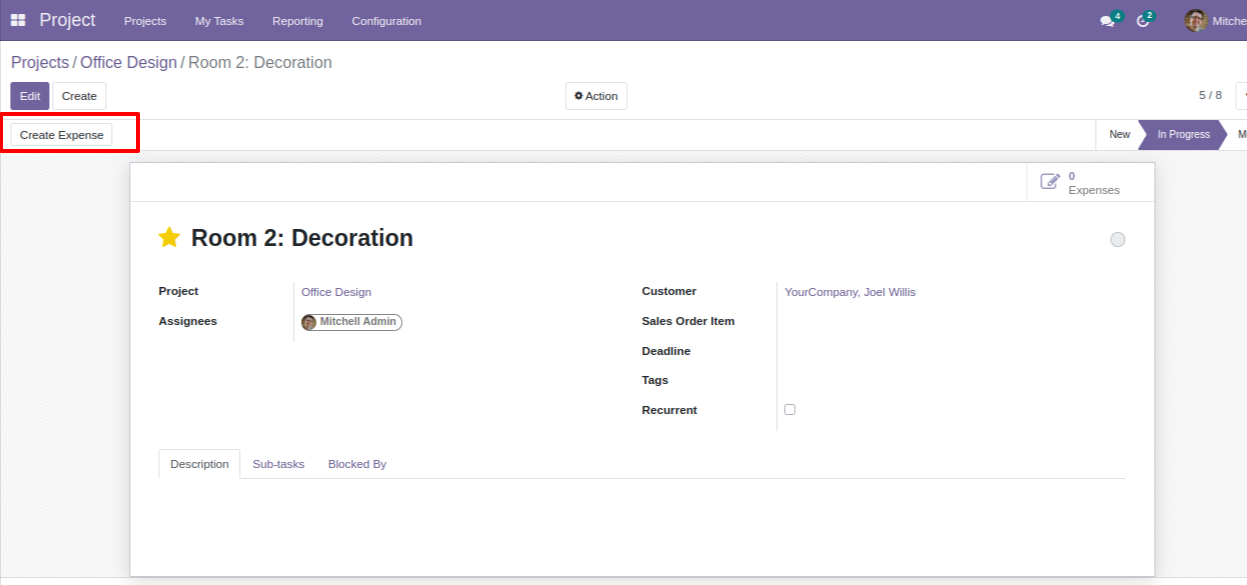 Project Projects My Tasks Reporting Configuration 4 2 Mitche
Projects / Office Design / Room 2: Decoration
Edit Create Action 5 / 8
Create Expense New In Progress M
0
Expenses
Room 2: Decoration
Project Office Design Customer YourCompany, Joel Willis
Assignees Mitchell Admin Sales Order Item
Deadline
Tags
Recurrent
Description Sub-tasks Blocked By